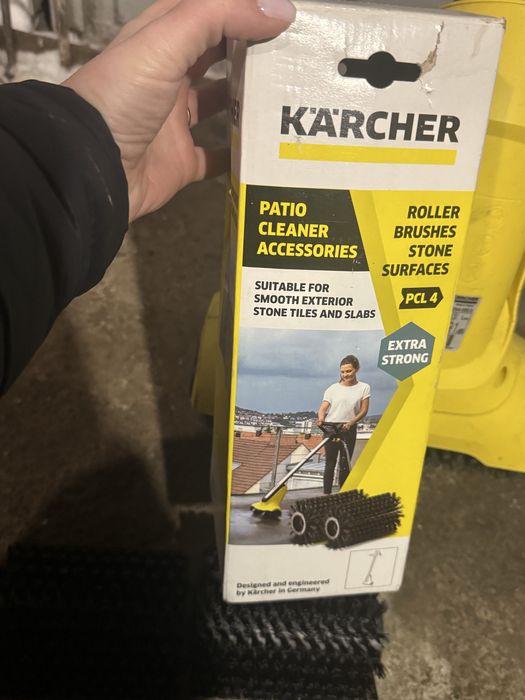 KÄRCHER
PATIO
CLEANER
ACCESSORIES
ROLLER
BRUSHES
STONE
SURFACES
PCL 4
SUITABLE FOR
SMOOTH EXTERIOR
STONE TILES AND SLABS
EXTRA
STRONG
Designed and engineered
by Kärcher in Germany